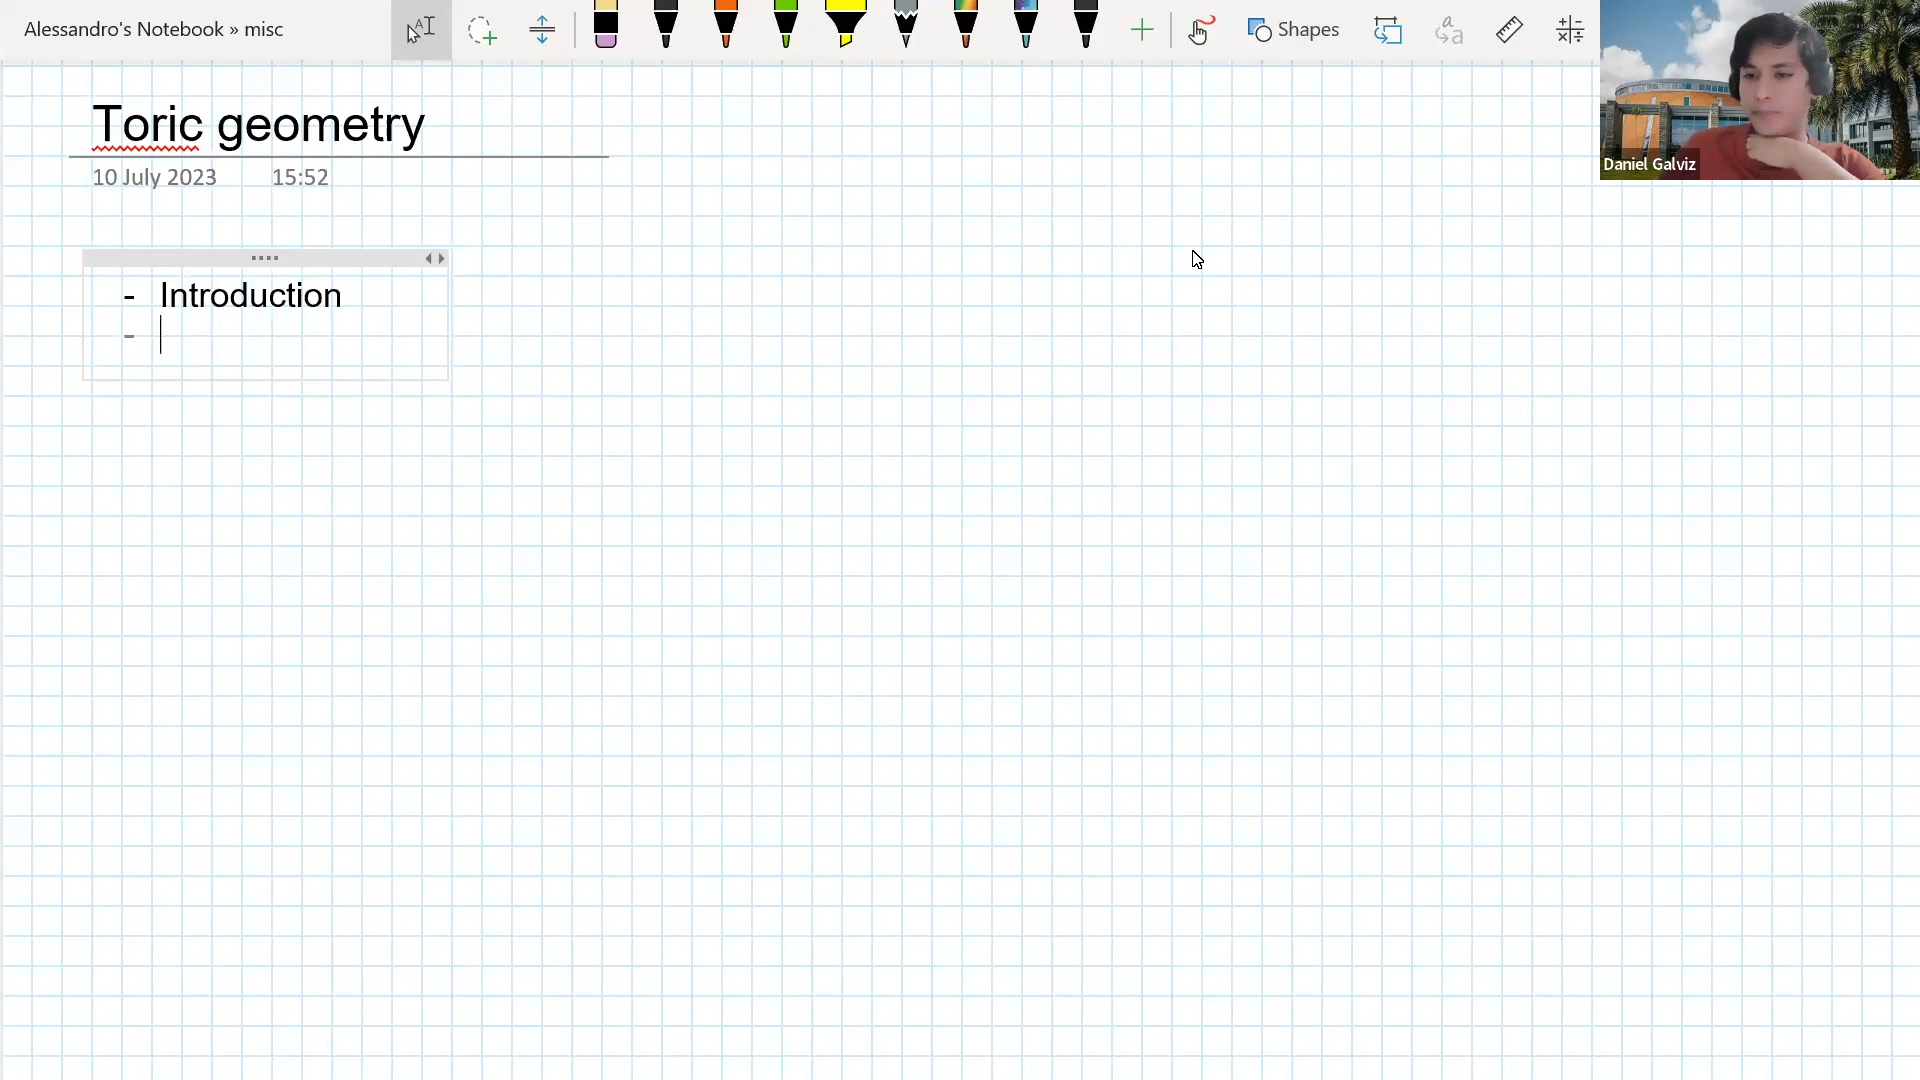 Alessandro's Notebook » misc
Shapes
Daniel Galviz
Toric geometry
10 July 2023 15:52
- Introduction
-